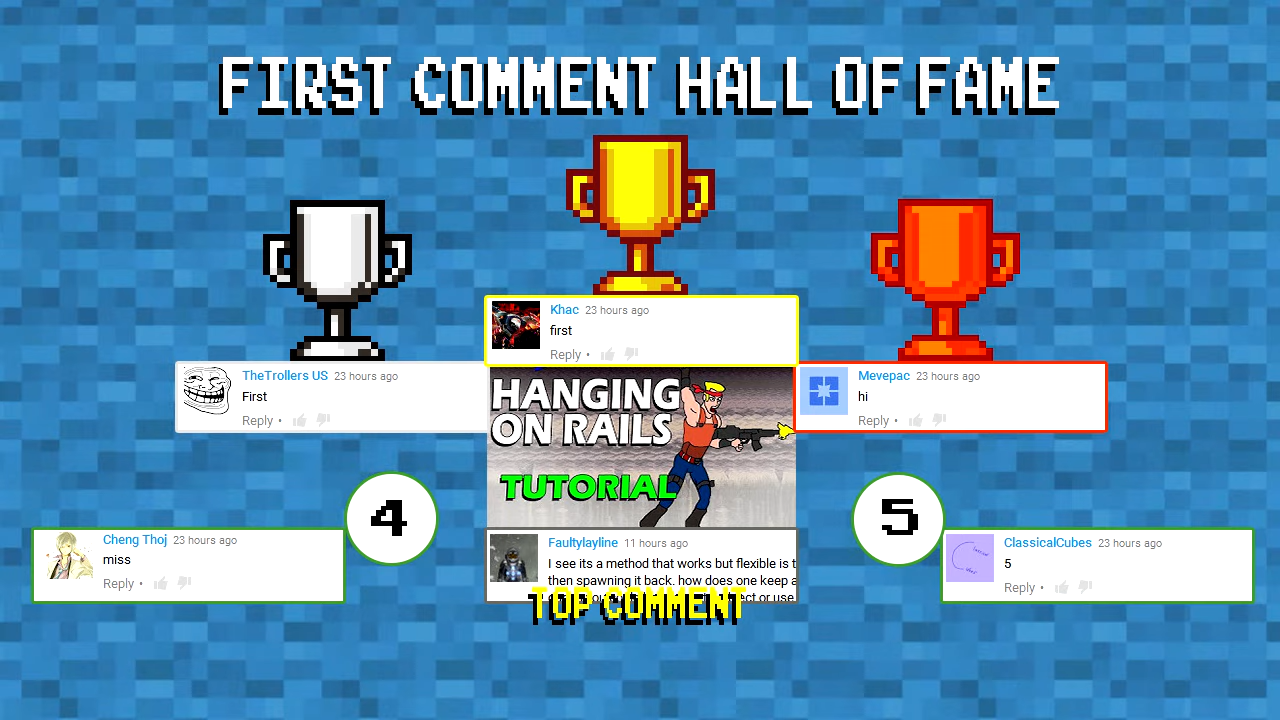 FIRST COMMENT HALL OF FAME
Khac 23 hours ago
first
Reply •
TheTrollers US 23 hours ago
First
Reply •
Mevepac 23 hours ago
hi
Reply •
HANGING
ON RAILS
TUTORIAL
4
5
Cheng Thoj 23 hours ago
miss
Reply •
Faultylayline 11 hours ago
I see its a method that works but flexible is t
then spawning it back. how does one keep a
or use
TOP COMMENT
ClassicalCubes 23 hours ago
5
Reply •